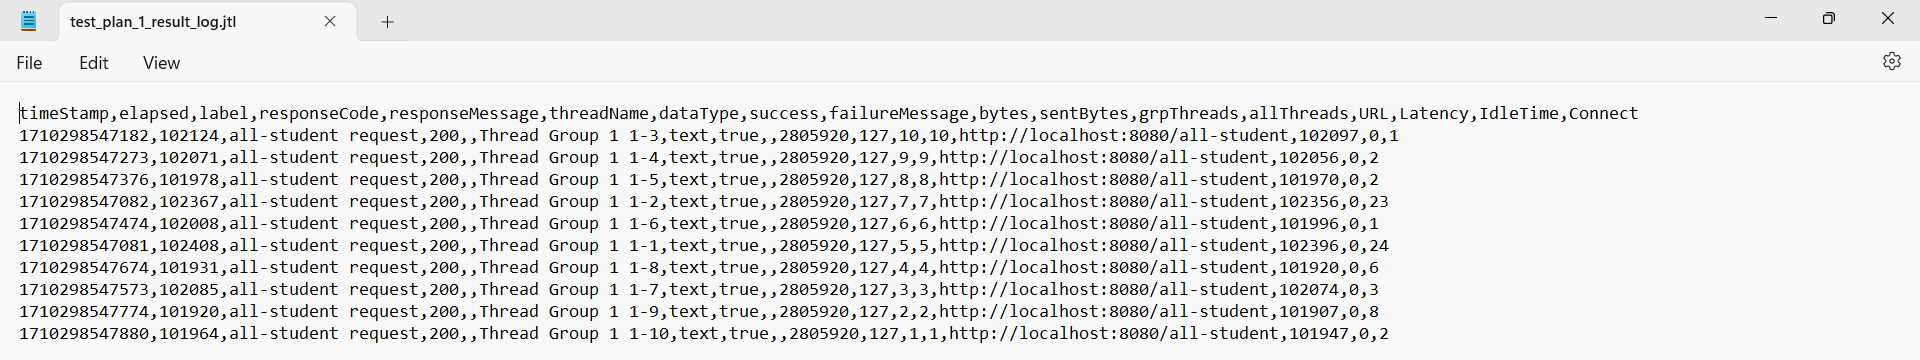 test_plan_1_result_log.jtl
File Edit View
timeStamp,elapsed,label,responseCode,responseMessage,threadName,dataType,success,failureMessage,bytes,sentBytes,grpThreads,allThreads,URL,Latency,IdleTime,Connect
1710298547182,102124,all-student request,200,,Thread Group 1 1-3,text,true,,2805920,127,10,10,http://localhost:8080/all-student,102097,0,1
1710298547273,102071,all-student request,200,,Thread Group 1 1-4,text,true,,2805920,127,9,9,http://localhost:8080/all-student,102056,0,2
1710298547376,101978,all-student request,200,,Thread Group 1 1-5,text,true,,2805920,127,8,8,http://localhost:8080/all-student,101970,0,2
1710298547082,102367,all-student request,200,,Thread Group 1 1-2,text,true,,2805920,127,7,7,http://localhost:8080/all-student,102356,0,23
1710298547474,102008,all-student request,200,,Thread Group 1 1-6,text,true,,2805920,127,6,6,http://localhost:8080/all-student,101996,0,1
1710298547081,102408,all-student request,200,,Thread Group 1 1-1,text,true,,2805920,127,5,5,http://localhost:8080/all-student,102396,0,24
1710298547674,101931,all-student request,200,,Thread Group 1 1-8,text,true,,2805920,127,4,4,http://localhost:8080/all-student,101920,0,6
1710298547573,102085,all-student request,200,,Thread Group 1 1-7,text,true,,2805920,127,3,3,http://localhost:8080/all-student,102074,0,3
1710298547774,101920,all-student request,200,,Thread Group 1 1-9,text,true,,2805920,127,2,2,http://localhost:8080/all-student,101907,0,8
1710298547880,101964,all-student request,200,,Thread Group 1 1-10,text,true,,2805920,127,1,1,http://localhost:8080/all-student,101947,0,2